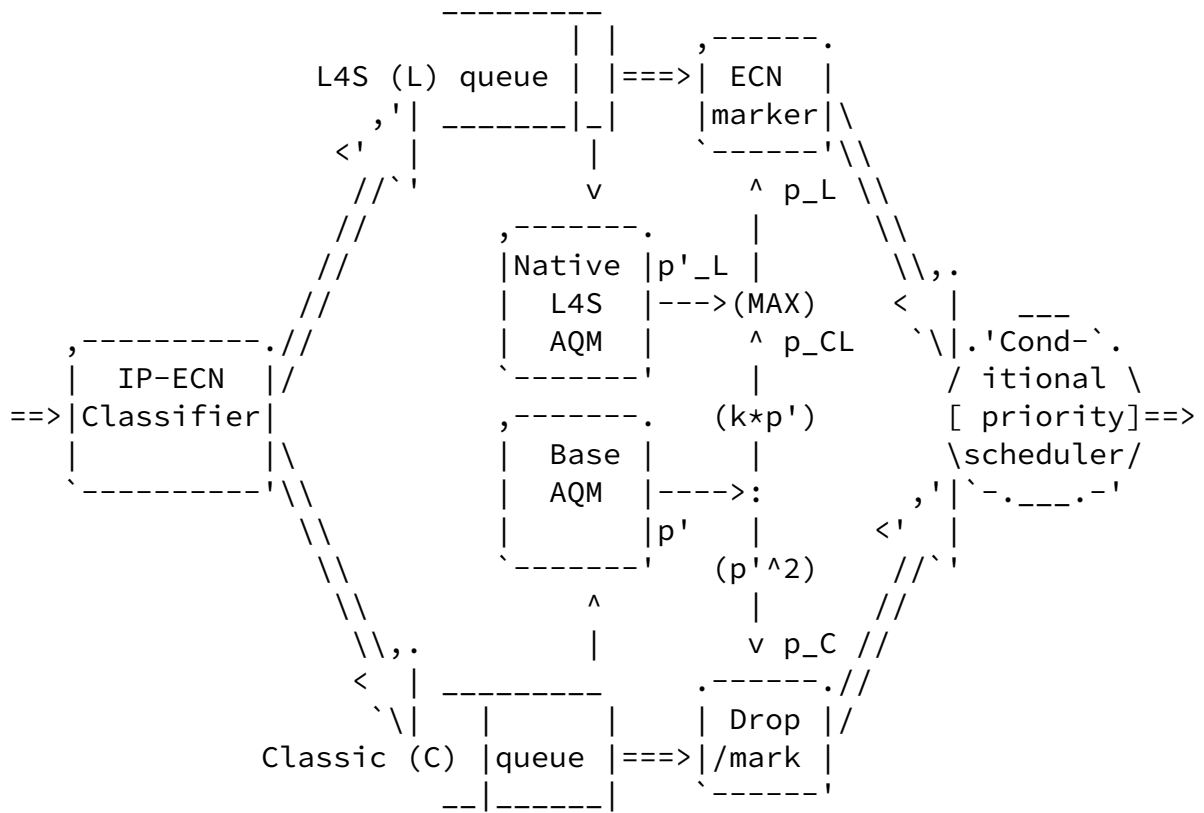 L4S (L) queue |===>| ECN
marker
p_L
Native p'_L
L4S --->(MAX)
AQM p_CL
.'Cond-`.
IP-ECN itional
==>|Classifier| (k*p') [ priority]==>
Base \scheduler/
AQM ---->:
p'
(p'^2)
p_C
Drop
Classic (C) |queue |===>|/mark |